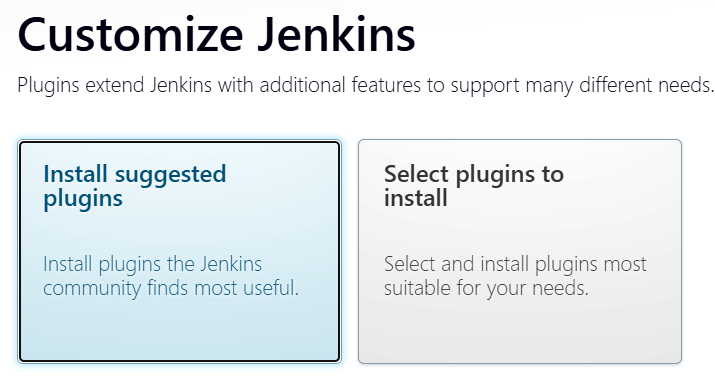 Customize Jenkins
Plugins extend Jenkins with additional features to support many different needs.
Install suggested
plugins
Install plugins the Jenkins
community finds most useful.
Select plugins to
install
Select and install plugins most
suitable for your needs.